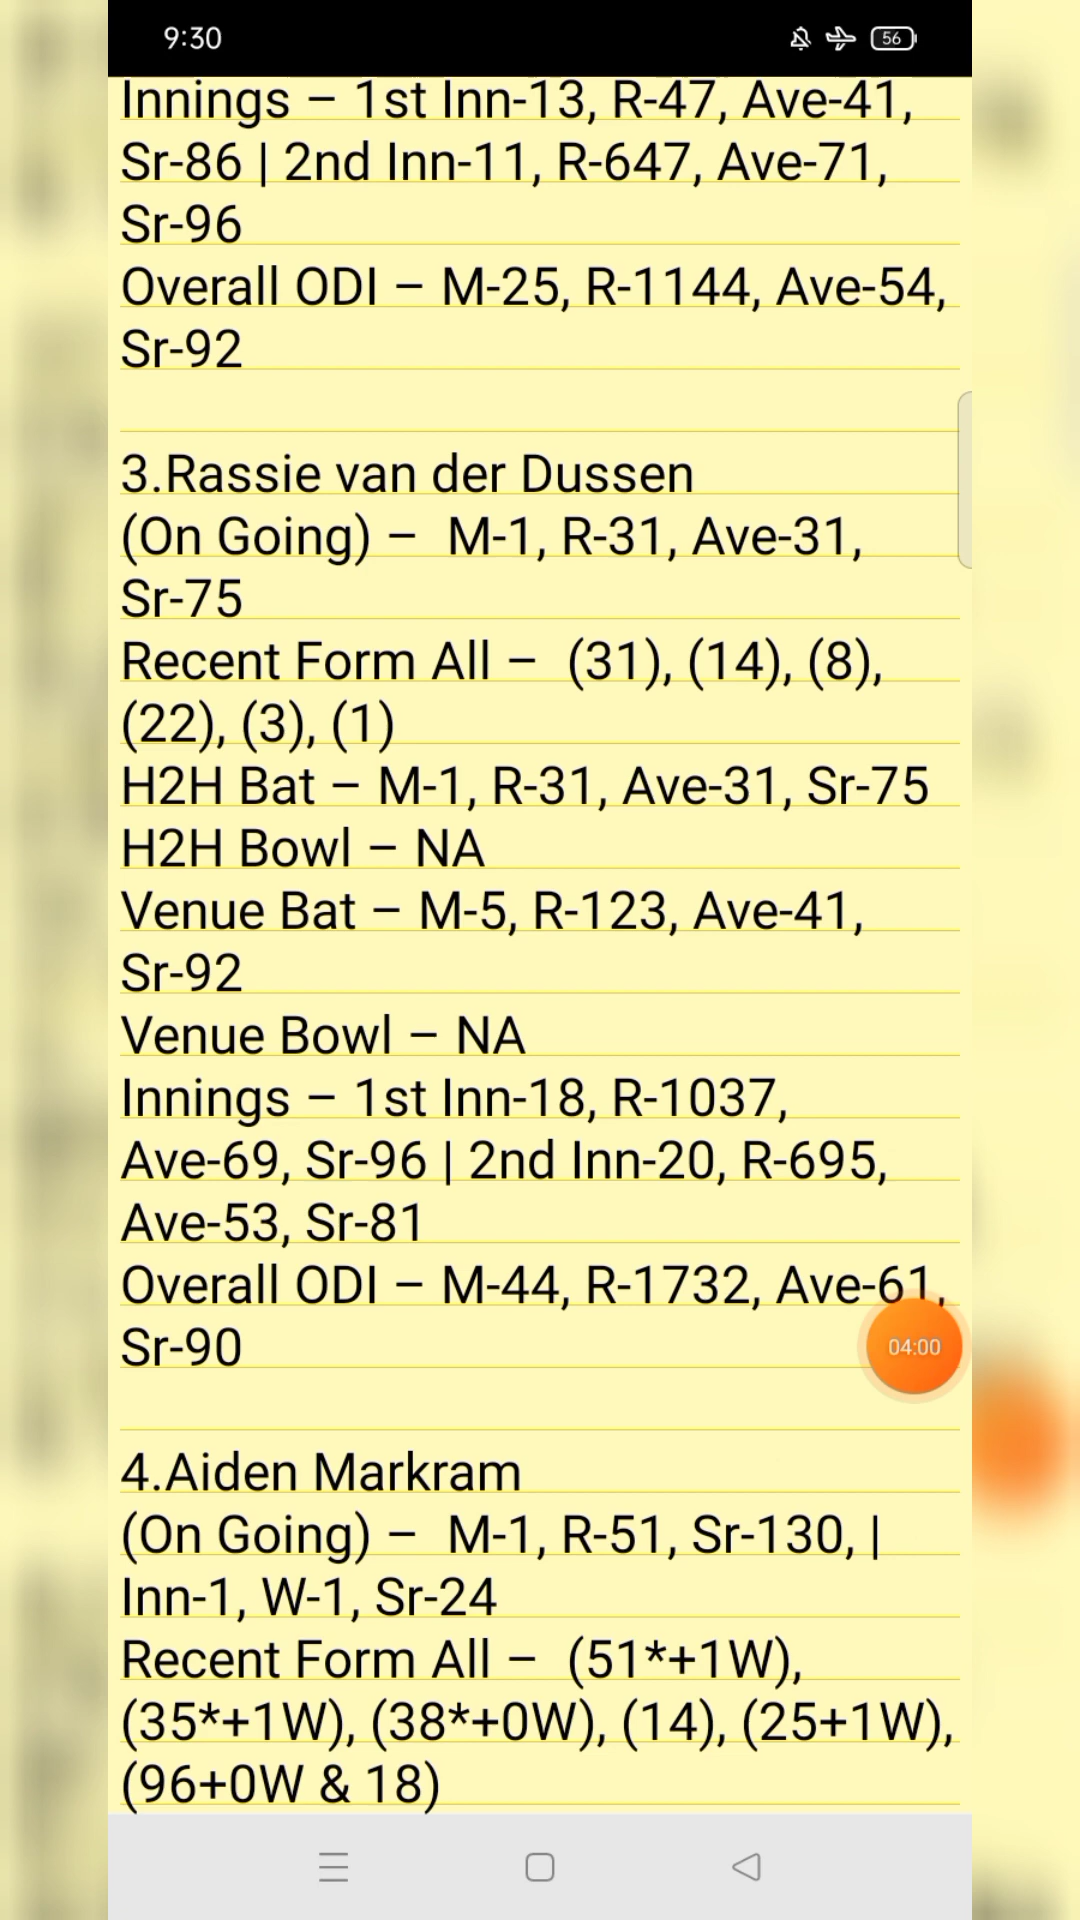 9:30
56
Innings – 1st Inn-13, R-47, Ave-41,
Sr-86 | 2nd Inn-11, R-647, Ave-71,
Sr-96
Overall ODI – M-25, R-1144, Ave-54,
Sr-92
3.Rassie van der Dussen
(On Going) –  M-1, R-31, Ave-31,
Sr-75
Recent Form All –  (31), (14), (8),
(22), (3), (1)
H2H Bat – M-1, R-31, Ave-31, Sr-75
H2H Bowl – NA
Venue Bat – M-5, R-123, Ave-41,
Sr-92
Venue Bowl – NA
Innings – 1st Inn-18, R-1037,
Ave-69, Sr-96 | 2nd Inn-20, R-695,
Ave-53, Sr-81
Overall ODI – M-44, R-1732, Ave-61,
Sr-90
04:00
4.Aiden Markram
(On Going) –  M-1, R-51, Sr-130, |
Inn-1, W-1, Sr-24
Recent Form All –  (51*+1W),
(35*+1W), (38*+0W), (14), (25+1W),
(96+0W & 18)